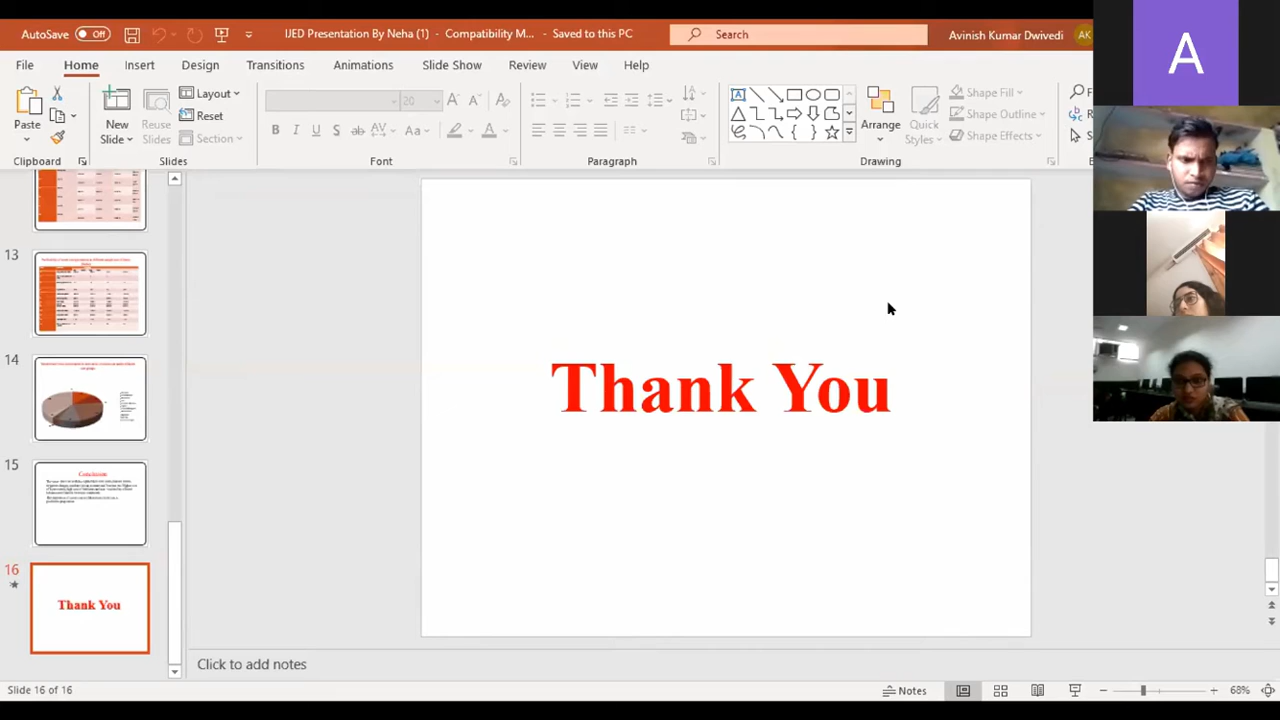 AutoSave Off IJED Presentation By Neha (1) - Compatibility M... - Saved to this PC Search Avinish Kumar Dwivedi AK
File Home Insert Design Transitions Animations Slide Show Review View Help
Paste
New Slide
Layout
Reuse Slides
Reset
Section
20
Arrange
Quick Styles
Shape Fill
Shape Outline
Shape Effects
Clipboard Slides Font Paragraph Drawing
A
13
14
15
Conclusion
16
Thank You
Thank You
Click to add notes
Slide 16 of 16 Notes 68%